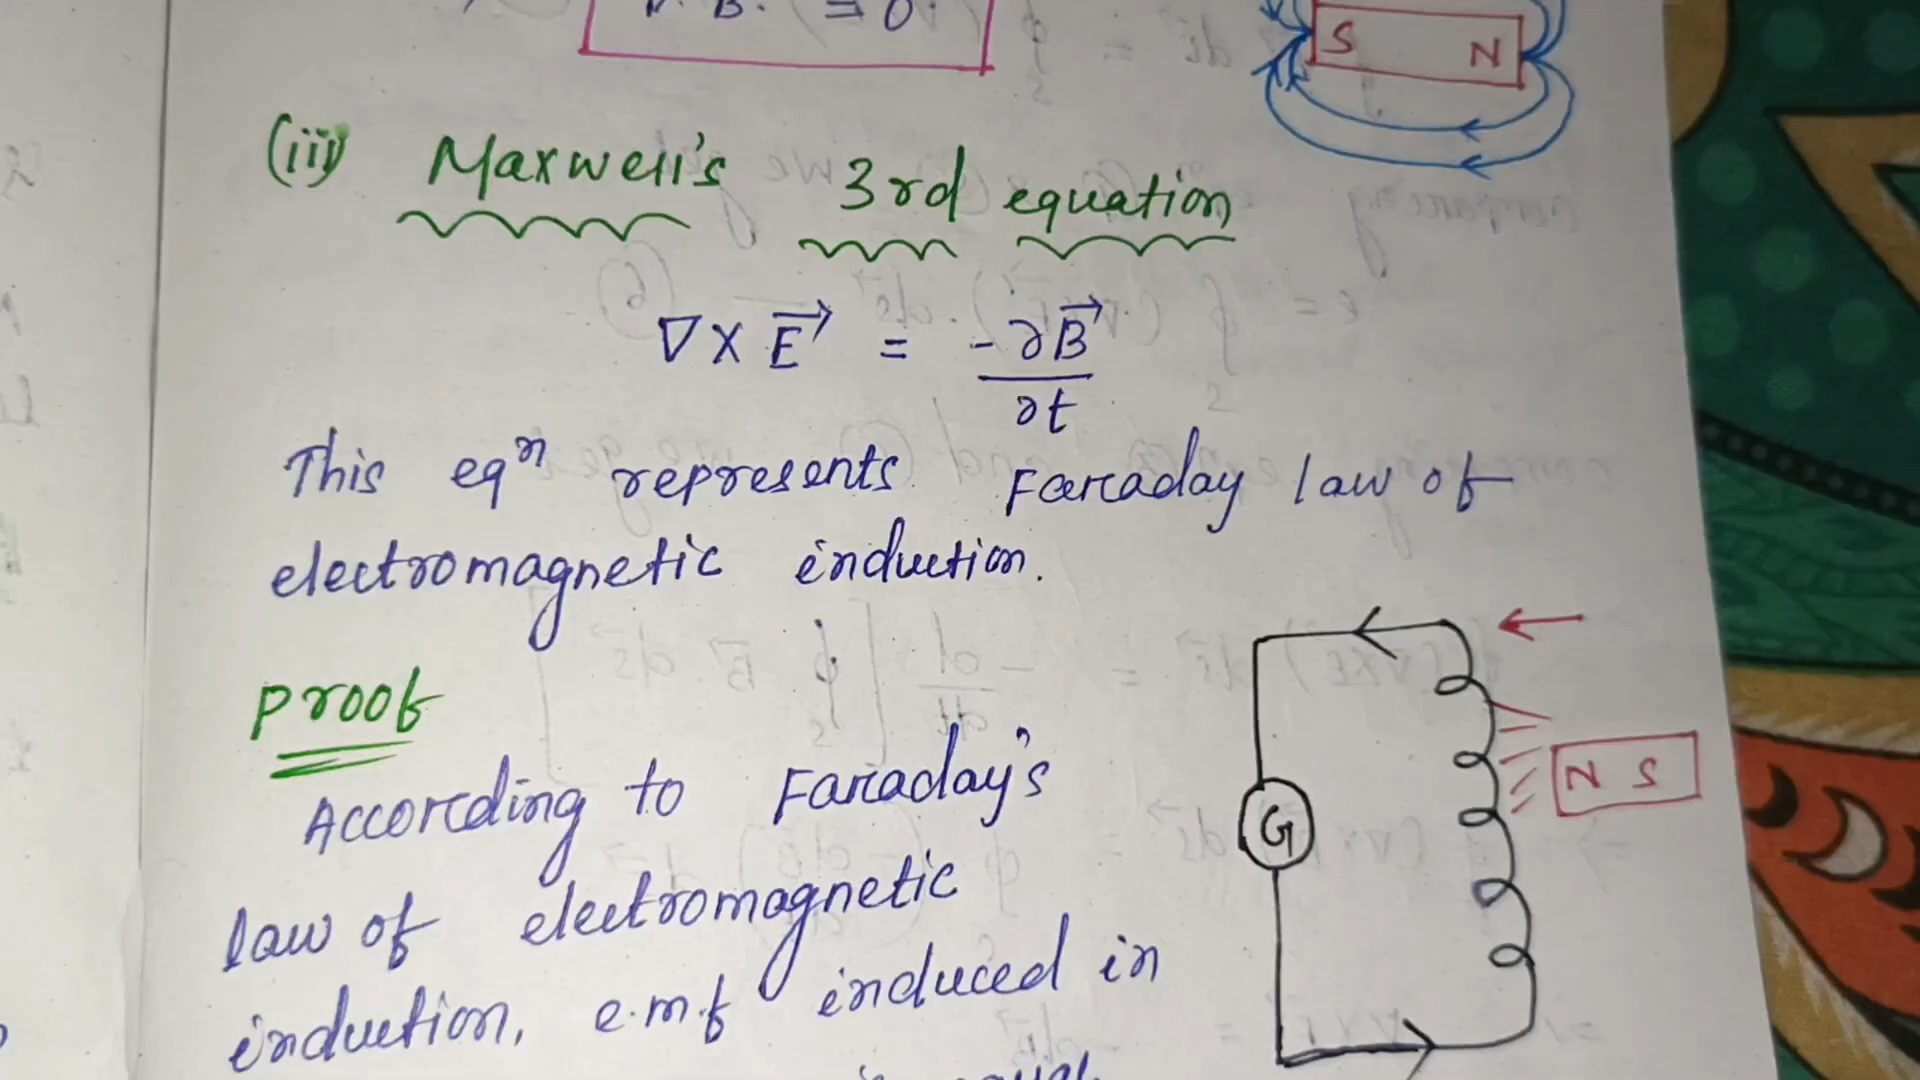 ∇. B. = 0.
S N
(iii) Maxwell's 3rd equation
∇ × E⃗ = -∂B⃗/∂t
This eqⁿ represents Faraday law of
electromagnetic induction.
Proof
According to Faraday's
law of electromagnetic
induction, e.m.f induced in
G
N S